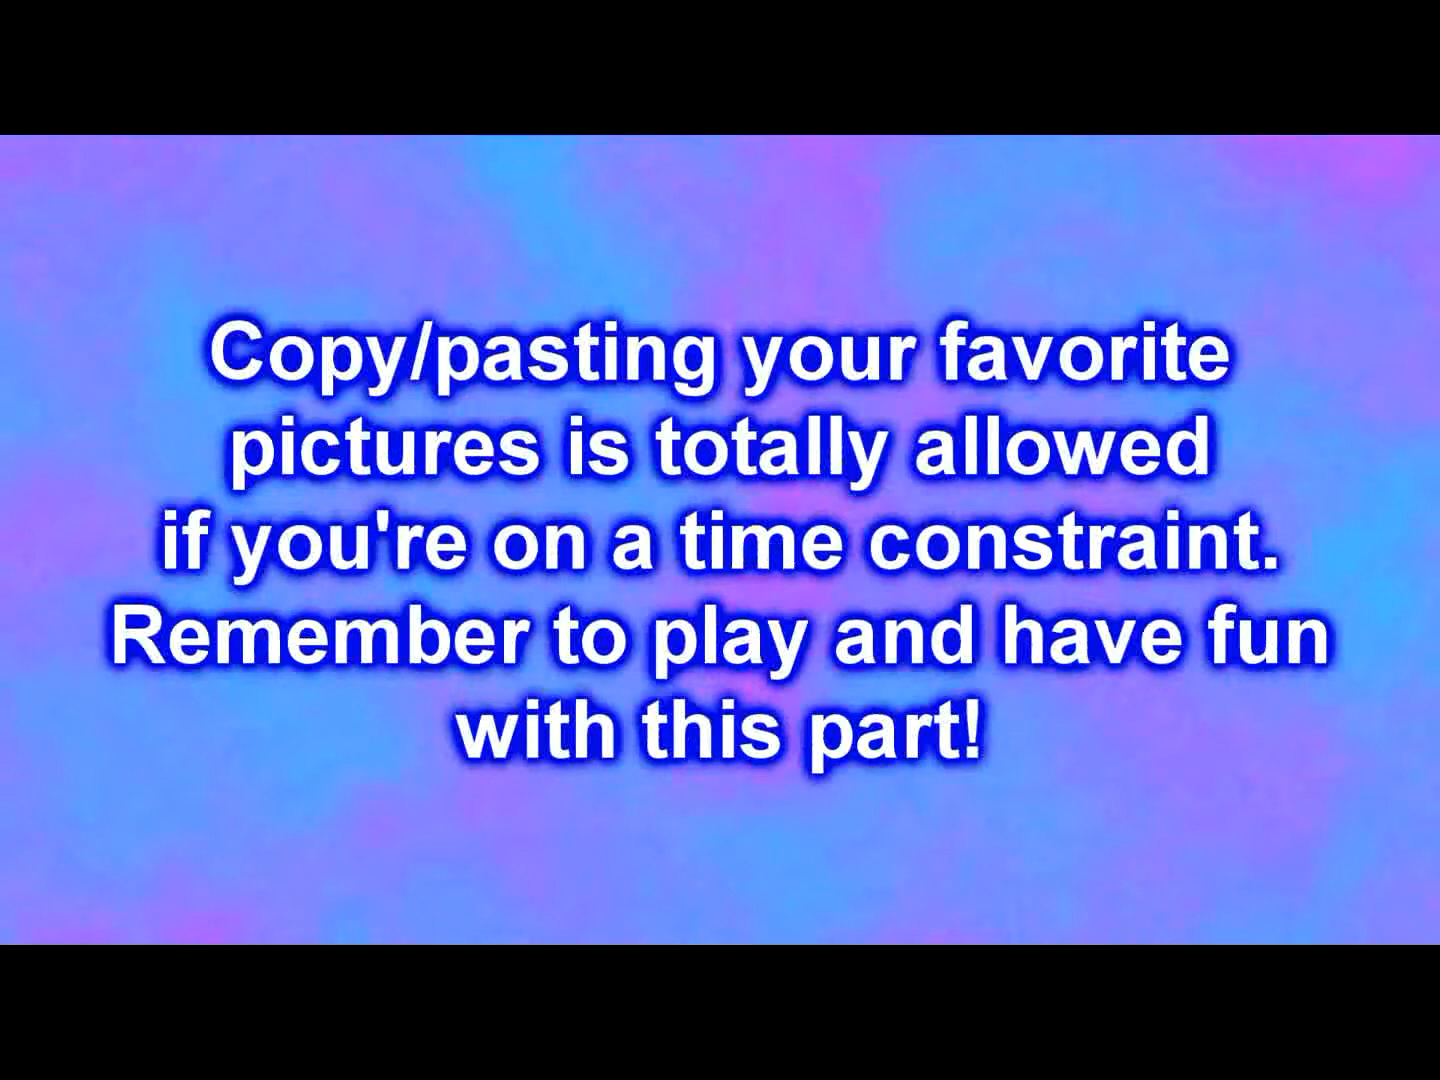 Copy/pasting your favorite
pictures is totally allowed
if you're on a time constraint.
Remember to play and have fun
with this part!